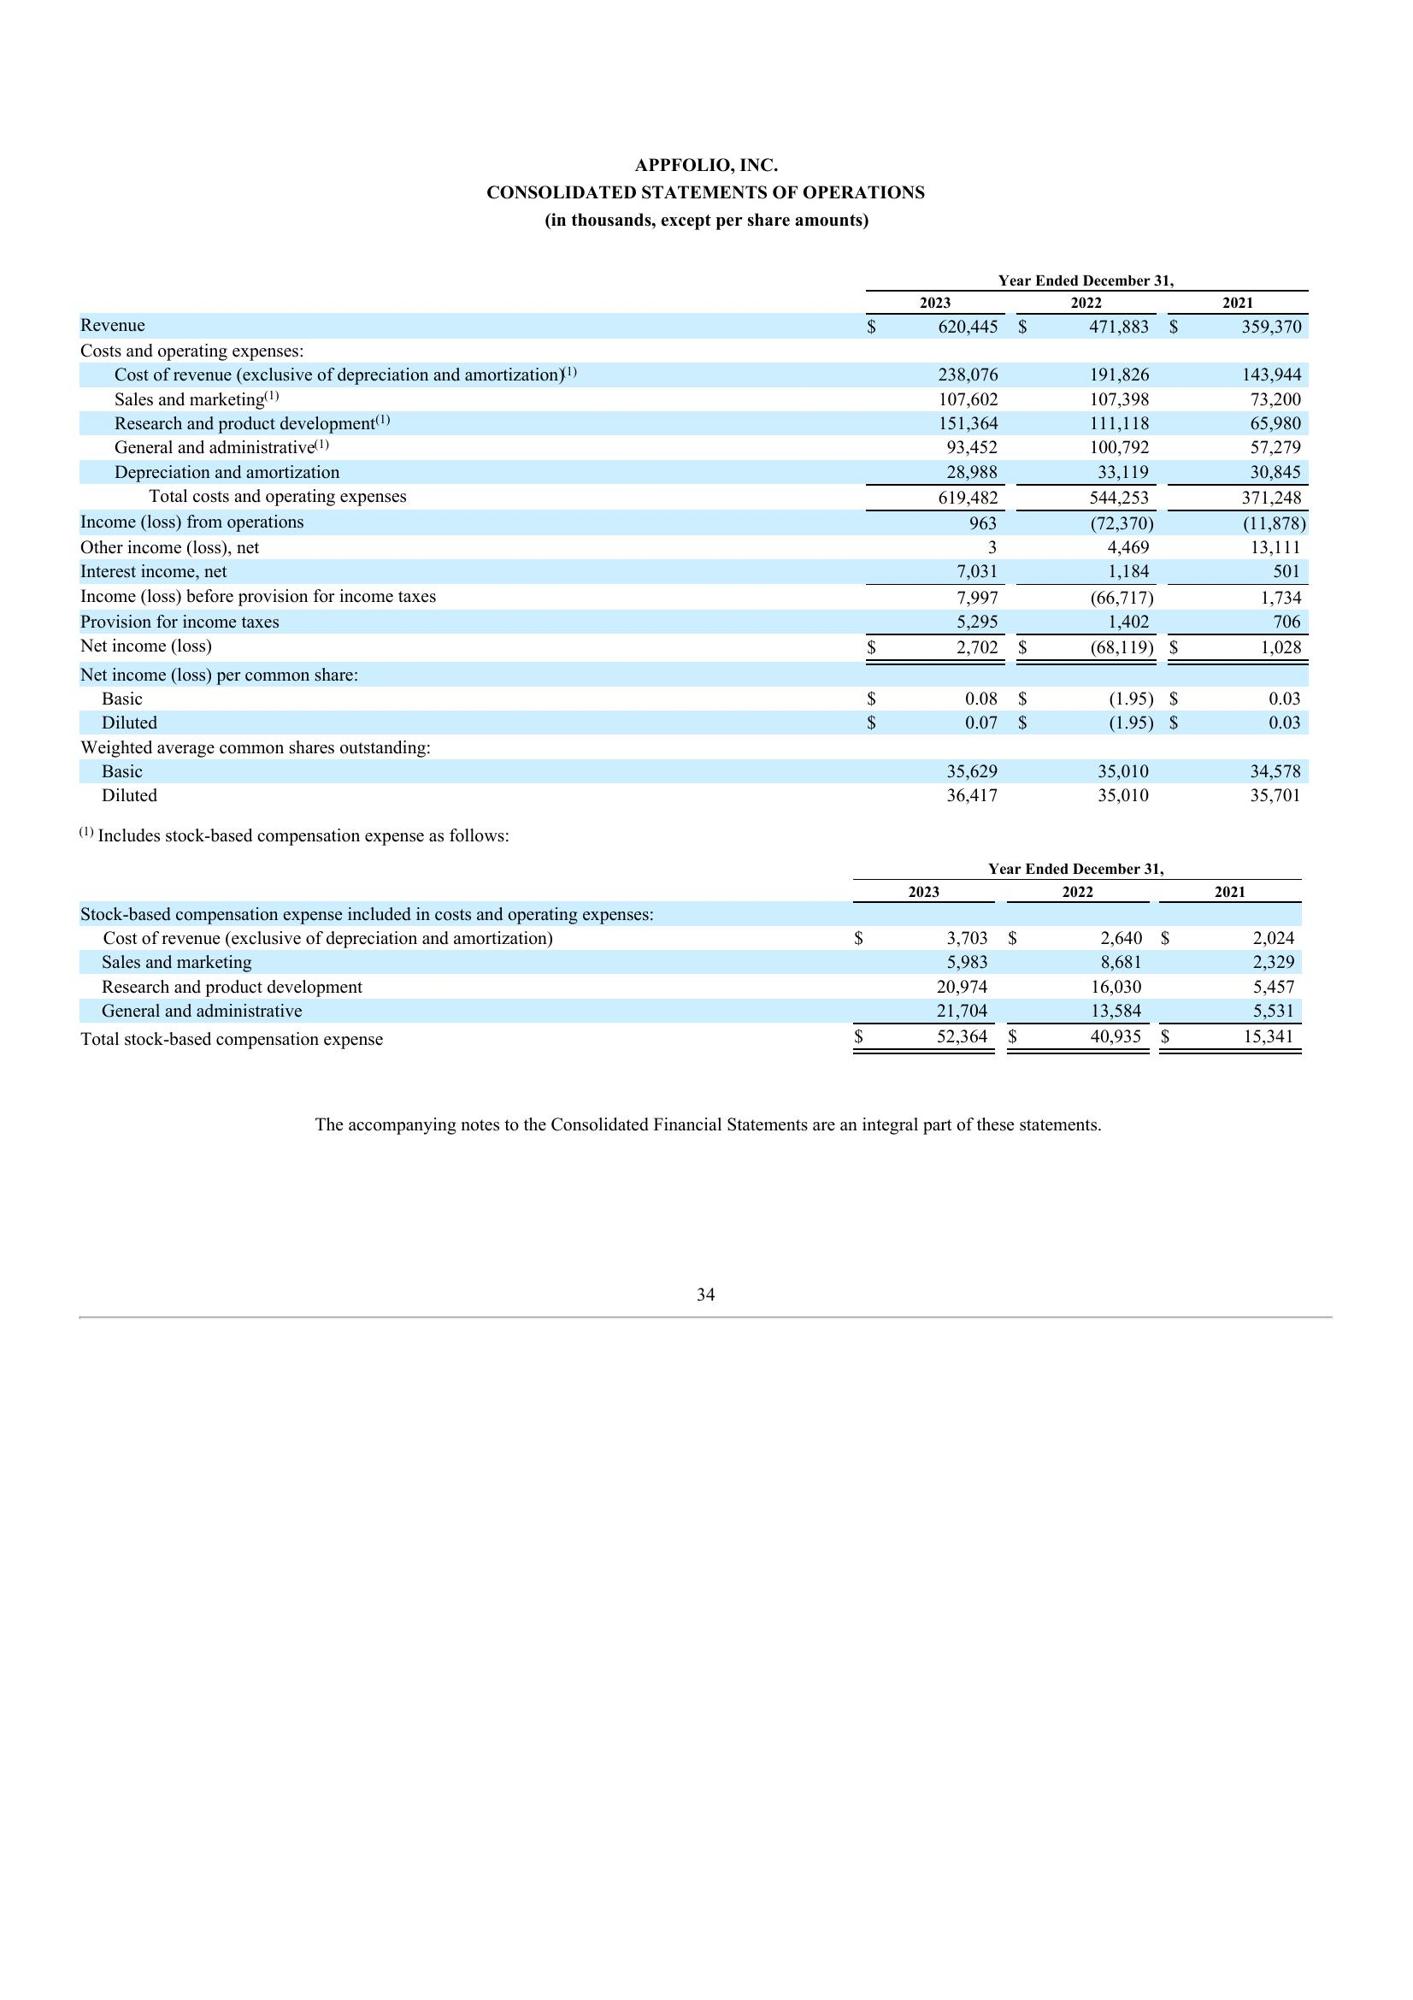 APPFOLIO, INC.
CONSOLIDATED STATEMENTS OF OPERATIONS
(in thousands, except per share amounts)
Year Ended December 31,
2023 2022 2021
Revenue $ 620,445 $ 471,883 $ 359,370
Costs and operating expenses:
Cost of revenue (exclusive of depreciation and amortization)(1) 238,076 191,826 143,944
Sales and marketing(1) 107,602 107,398 73,200
Research and product development(1) 151,364 111,118 65,980
General and administrative(1) 93,452 100,792 57,279
Depreciation and amortization 28,988 33,119 30,845
Total costs and operating expenses 619,482 544,253 371,248
Income (loss) from operations 963 (72,370) (11,878)
Other income (loss), net 3 4,469 13,111
Interest income, net 7,031 1,184 501
Income (loss) before provision for income taxes 7,997 (66,717) 1,734
Provision for income taxes 5,295 1,402 706
Net income (loss) $ 2,702 $ (68,119) $ 1,028
Net income (loss) per common share:
Basic $ 0.08 $ (1.95) $ 0.03
Diluted $ 0.07 $ (1.95) $ 0.03
Weighted average common shares outstanding:
Basic 35,629 35,010 34,578
Diluted 36,417 35,010 35,701
(1) Includes stock-based compensation expense as follows:
Year Ended December 31,
2023 2022 2021
Stock-based compensation expense included in costs and operating expenses:
Cost of revenue (exclusive of depreciation and amortization) $ 3,703 $ 2,640 $ 2,024
Sales and marketing 5,983 8,681 2,329
Research and product development 20,974 16,030 5,457
General and administrative 21,704 13,584 5,531
Total stock-based compensation expense $ 52,364 $ 40,935 $ 15,341
The accompanying notes to the Consolidated Financial Statements are an integral part of these statements.
34